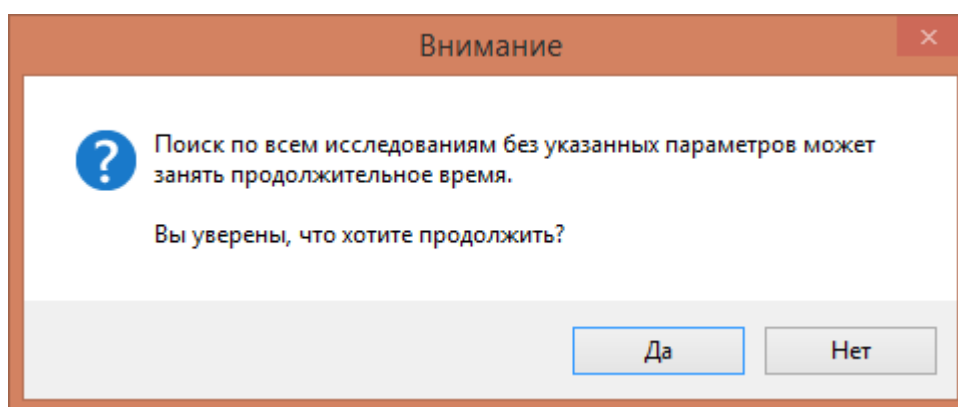 Внимание
Поиск по всем исследованиям без указанных параметров может
занять продолжительное время.
Вы уверены, что хотите продолжить?
Да Нет